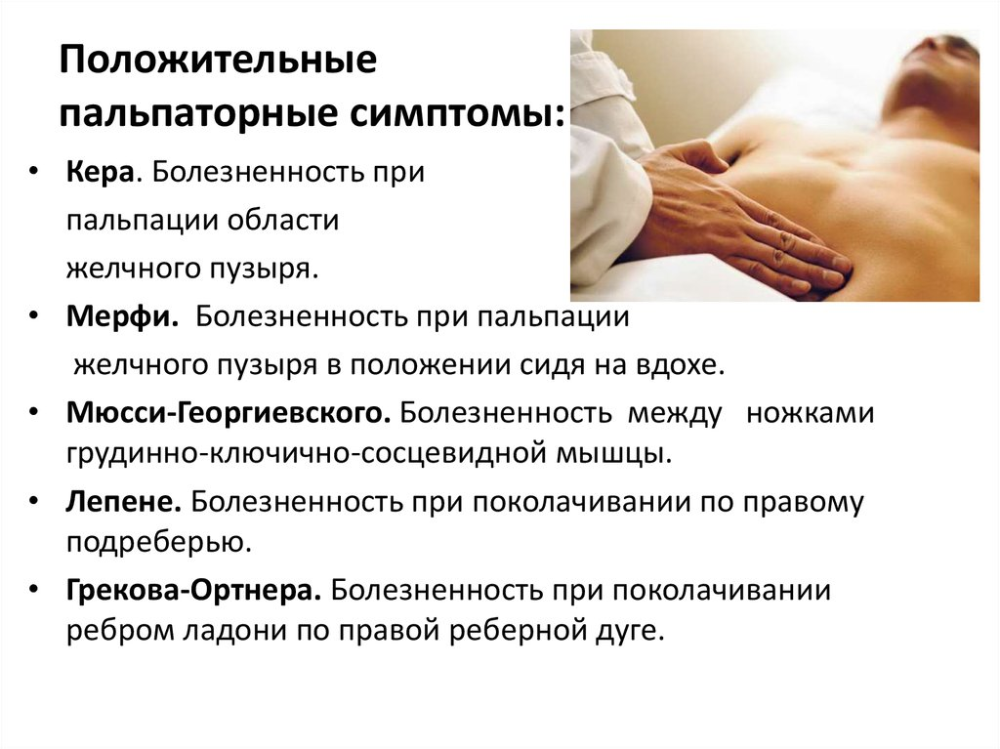 Положительные
пальпаторные симптомы:
• Кера. Болезненность при
пальпации области
желчного пузыря.
• Мерфи. Болезненность при пальпации
желчного пузыря в положении сидя на вдохе.
• Мюсси-Георгиевского. Болезненность между ножками
грудинно-ключично-сосцевидной мышцы.
• Лепене. Болезненность при поколачивании по правому
подреберью.
• Грекова-Ортнера. Болезненность при поколачивании
ребром ладони по правой реберной дуге.